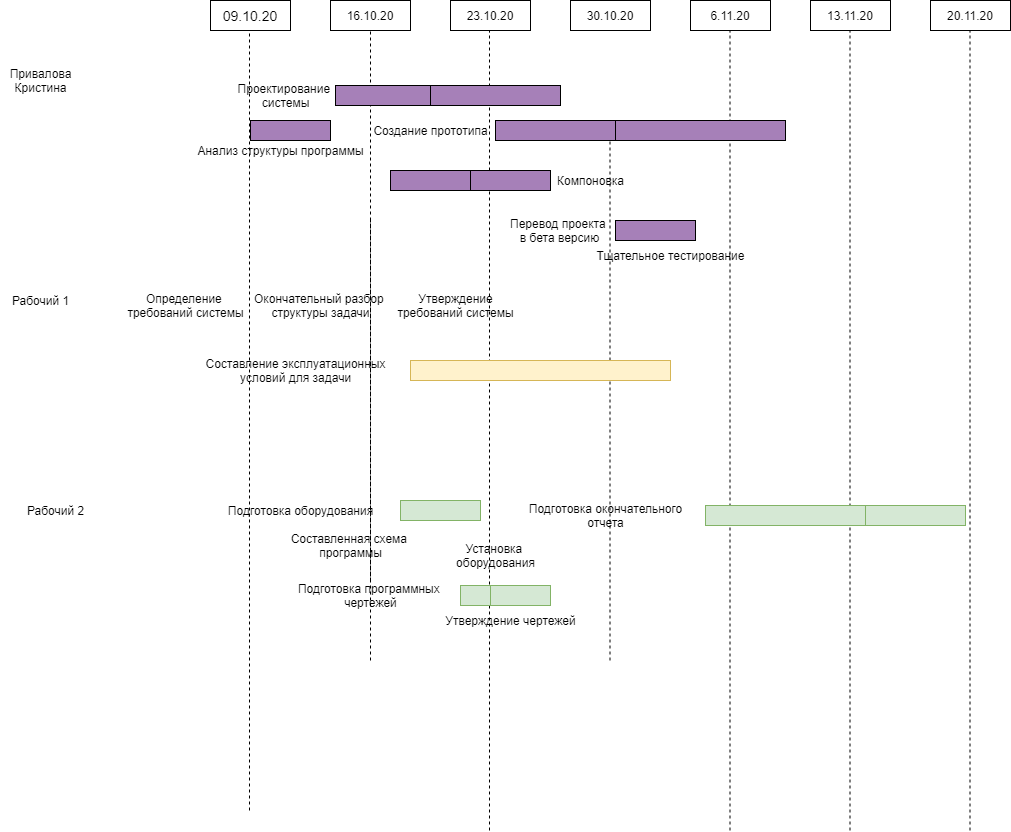 09.10.20
16.10.20
23.10.20
30.10.20
6.11.20
13.11.20
20.11.20
Привалова
Кристина
Проектирование
системы
Создание прототипа
Анализ структуры программы
Компоновка
Перевод проекта
в бета версию
Тщательное тестирование
Рабочий 1
Определение
требований системы
Окончательный разбор
структуры задачи
Утверждение
требований системы
Составление эксплуатационных
условий для задачи
Рабочий 2
Подготовка оборудования
Подготовка окончательного
отчета
Составленная схема
программы
Установка
оборудования
Подготовка программных
чертежей
Утверждение чертежей